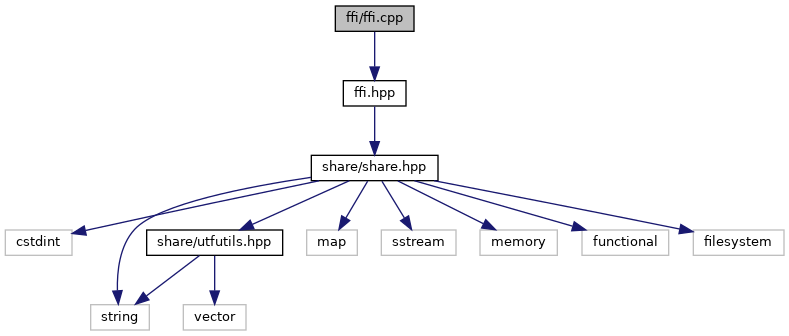 ffi/ffi.cpp
ffi.hpp
share/share.hpp
cstdint
share/utfutils.hpp
map
sstream
memory
functional
filesystem
string
vector